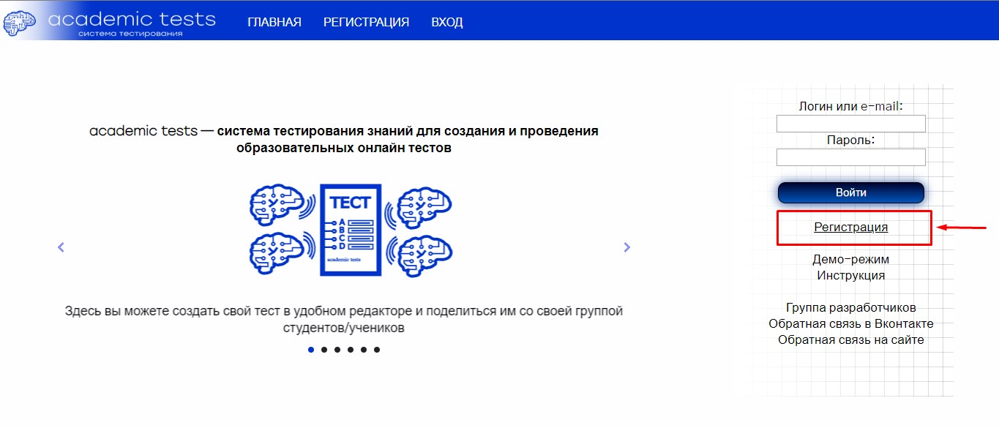 academic tests
система тестирования
ГЛАВНАЯ РЕГИСТРАЦИЯ ВХОД
academic tests — система тестирования знаний для создания и проведения
образовательных онлайн тестов
ТЕСТ
A
B
C
D
academic tests
Здесь вы можете создать свой тест в удобном редакторе и поделиться им со своей группой
студентов/учеников
Логин или e-mail:
Пароль:
Войти
Регистрация
Демо-режим
Инструкция
Группа разработчиков
Обратная связь в Вконтакте
Обратная связь на сайте